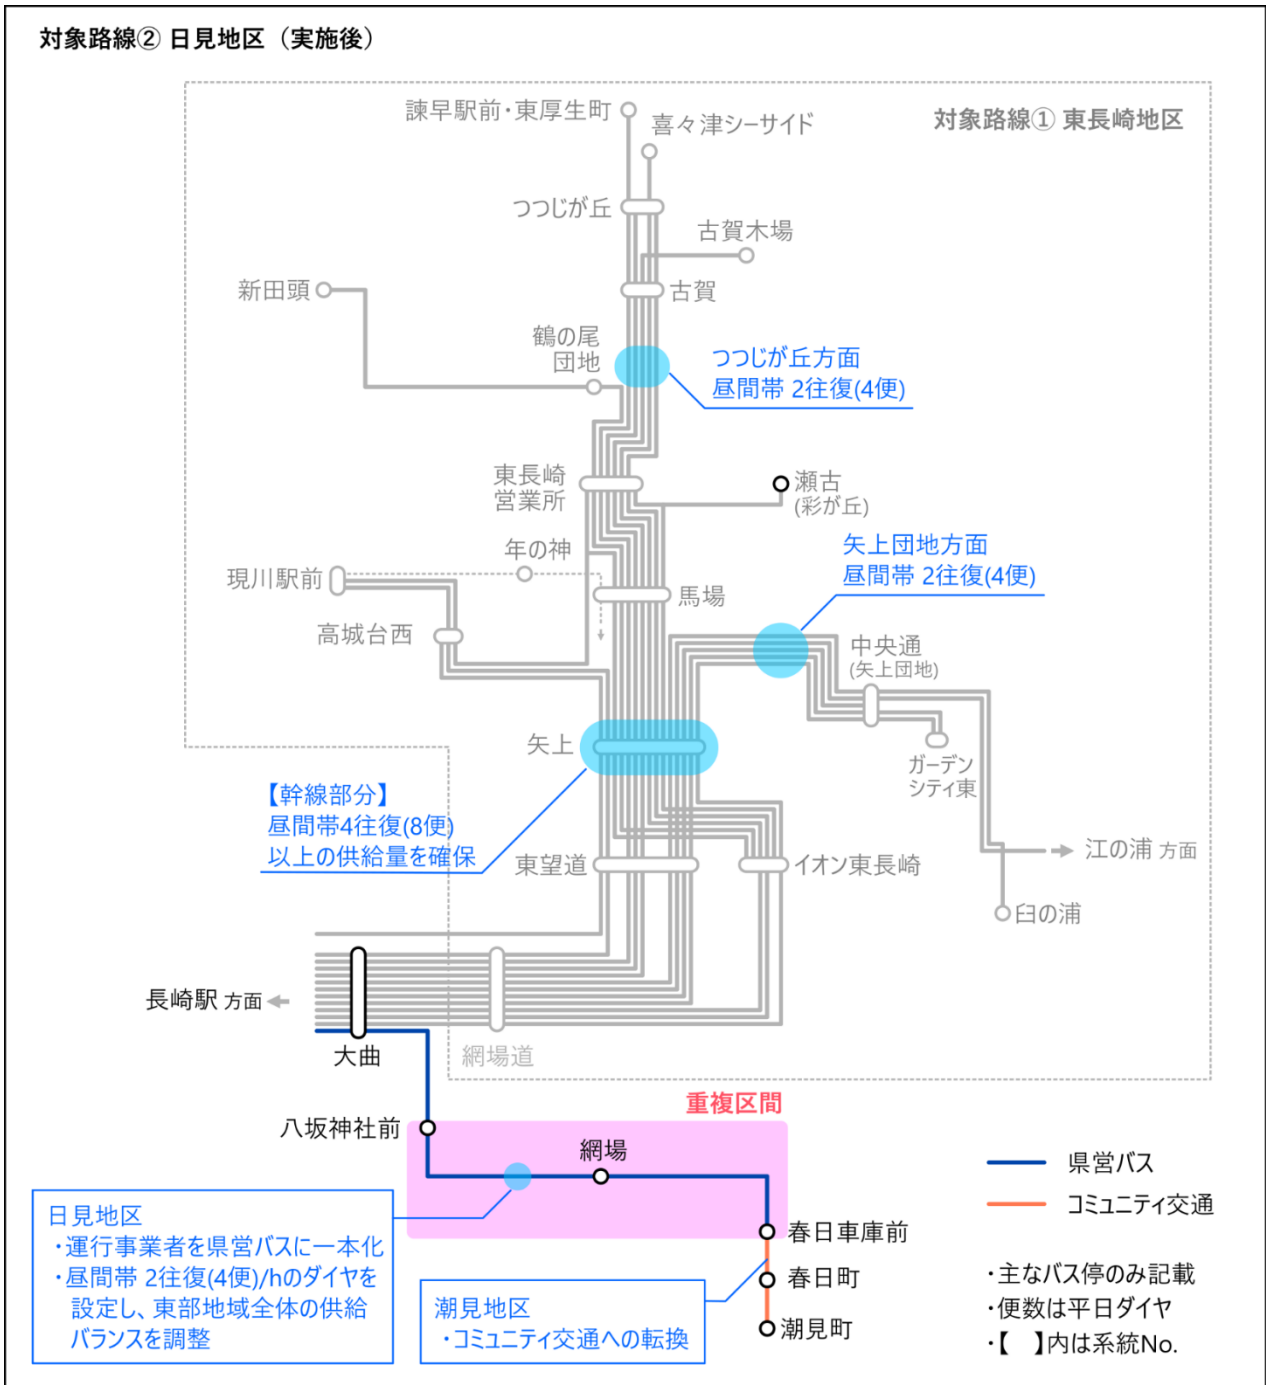 対象路線② 日見地区（実施後）
対象路線① 東長崎地区
諫早駅前・東厚生町
喜々津シーサイド
つつじが丘
古賀木場
新田頭
古賀
鶴の尾
団地
つつじが丘方面
昼間帯 2往復(4便)
東長崎
営業所
瀬古
(彩が丘)
矢上団地方面
昼間帯 2往復(4便)
年の神
現川駅前
馬場
高城台西
中央通
(矢上団地)
矢上
ガーデン
シティ東
【幹線部分】
昼間帯4往復(8便)
以上の供給量を確保
東望道
イオン東長崎
江の浦 方面
臼の浦
長崎駅 方面
大曲
網場道
重複区間
八坂神社前
網場
県営バス
コミュニティ交通
日見地区
・運行事業者を県営バスに一本化
・昼間帯 2往復(4便)/hのダイヤを
設定し、東部地域全体の供給
バランスを調整
春日車庫前
春日町
潮見町
潮見地区
・コミュニティ交通への転換
・主なバス停のみ記載
・便数は平日ダイヤ
・【　】内は系統No.